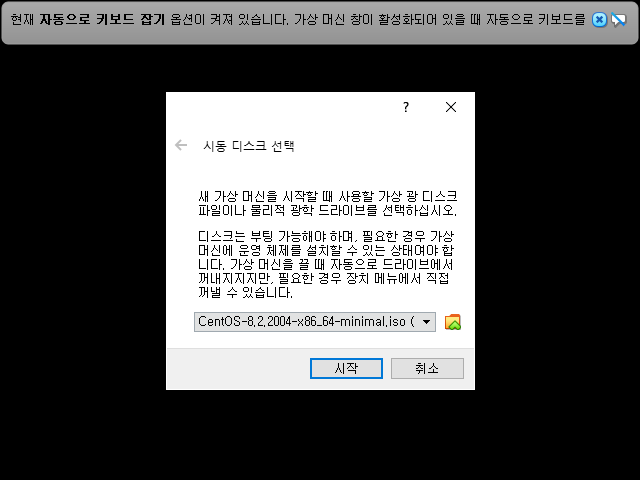 현재 자동으로 키보드 잡기 옵션이 켜져 있습니다. 가상 머신 창이 활성화되어 있을 때 자동으로 키보드를
?
시동 디스크 선택
새 가상 머신을 시작할 때 사용할 가상 광 디스크
파일이나 물리적 광학 드라이브를 선택하십시오.
디스크는 부팅 가능해야 하며, 필요한 경우 가상
머신에 운영 체제를 설치할 수 있는 상태여야 합
니다. 가상 머신을 끌 때 자동으로 드라이브에서
꺼내지지지만, 필요한 경우 장치 메뉴에서 직접
꺼낼 수 있습니다.
CentOS-8.2.2004-x86_64-minimal.iso (
시작 취소